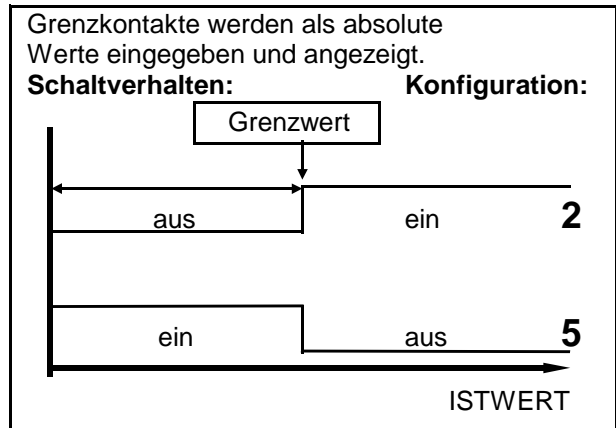 Grenzkontakte werden als absolute
Werte eingegeben und angezeigt.
Schaltverhalten: Konfiguration:
Grenzwert
aus ein 2
ein aus 5
ISTWERT